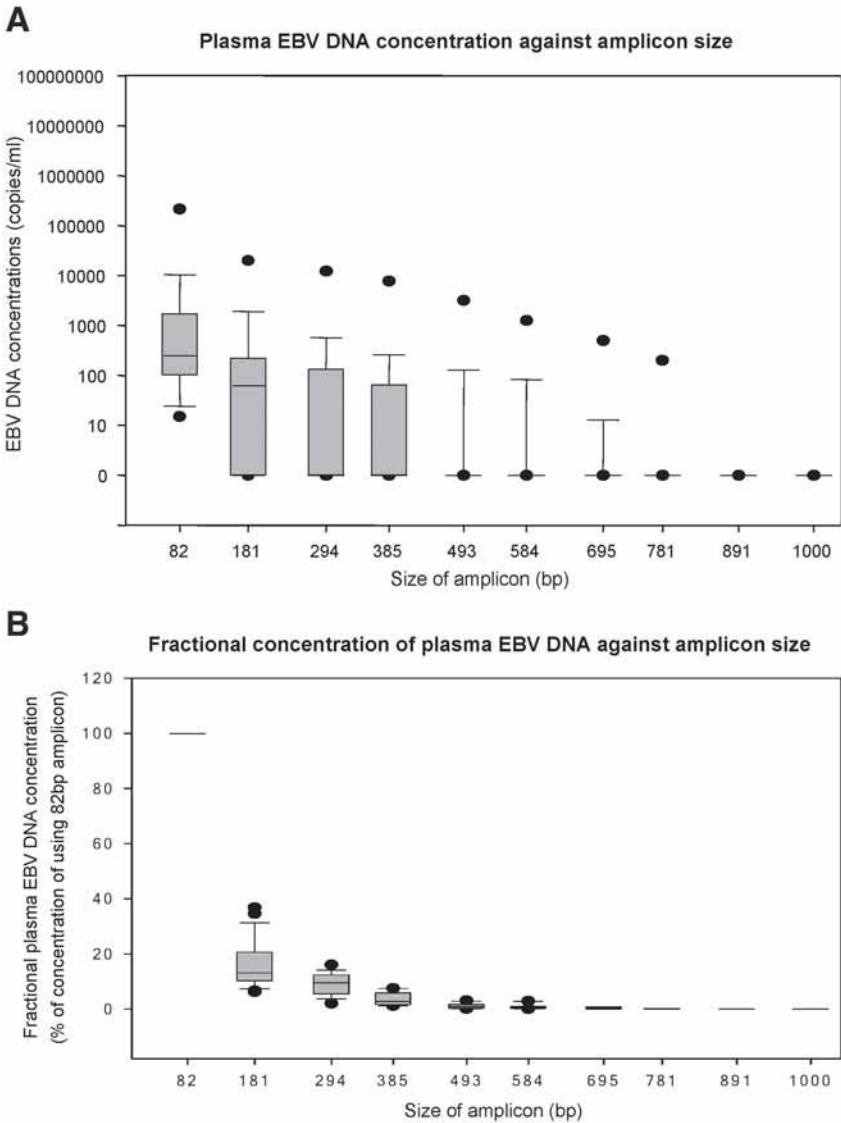 A
Plasma EBV DNA concentration against amplicon size
EBV DNA concentrations (copies/ml)
100000000
10000000
1000000
100000
10000
1000
100
10
0
82 181 294 385 493 584 695 781 891 1000
Size of amplicon (bp)
B
Fractional concentration of plasma EBV DNA against amplicon size
Fractional plasma EBV DNA concentration
(% of concentration of using 82bp amplicon)
120
100
80
60
40
20
0
82 181 294 385 493 584 695 781 891 1000
Size of amplicon (bp)